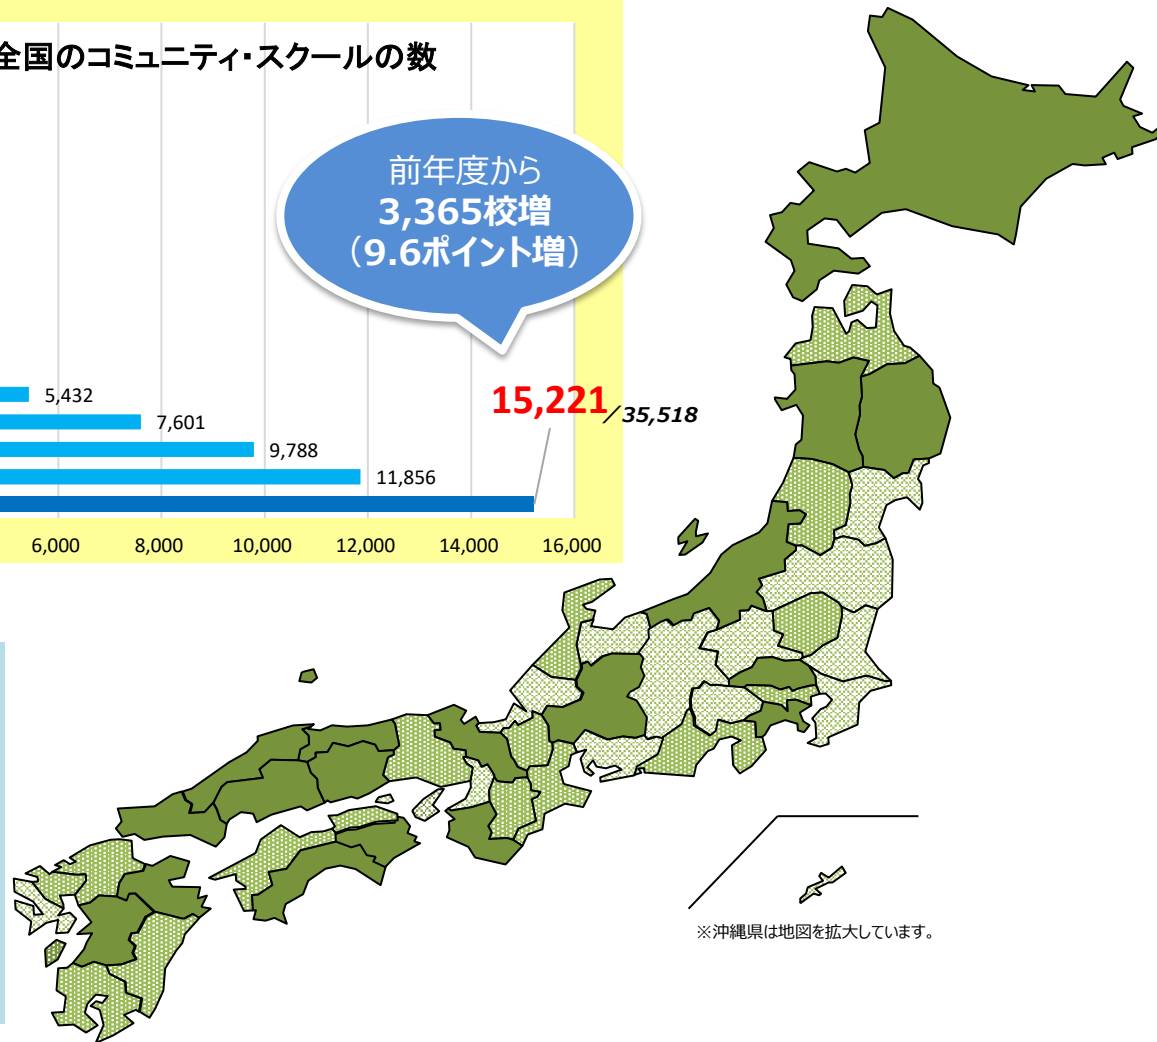 全国のコミュニティ・スクールの数
前年度から
3,365校増
（9.6ポイント増）
15,221／35,518
5,432
7,601
9,788
11,856
6,000 8,000 10,000 12,000 14,000 16,000
※沖縄県は地図を拡大しています。